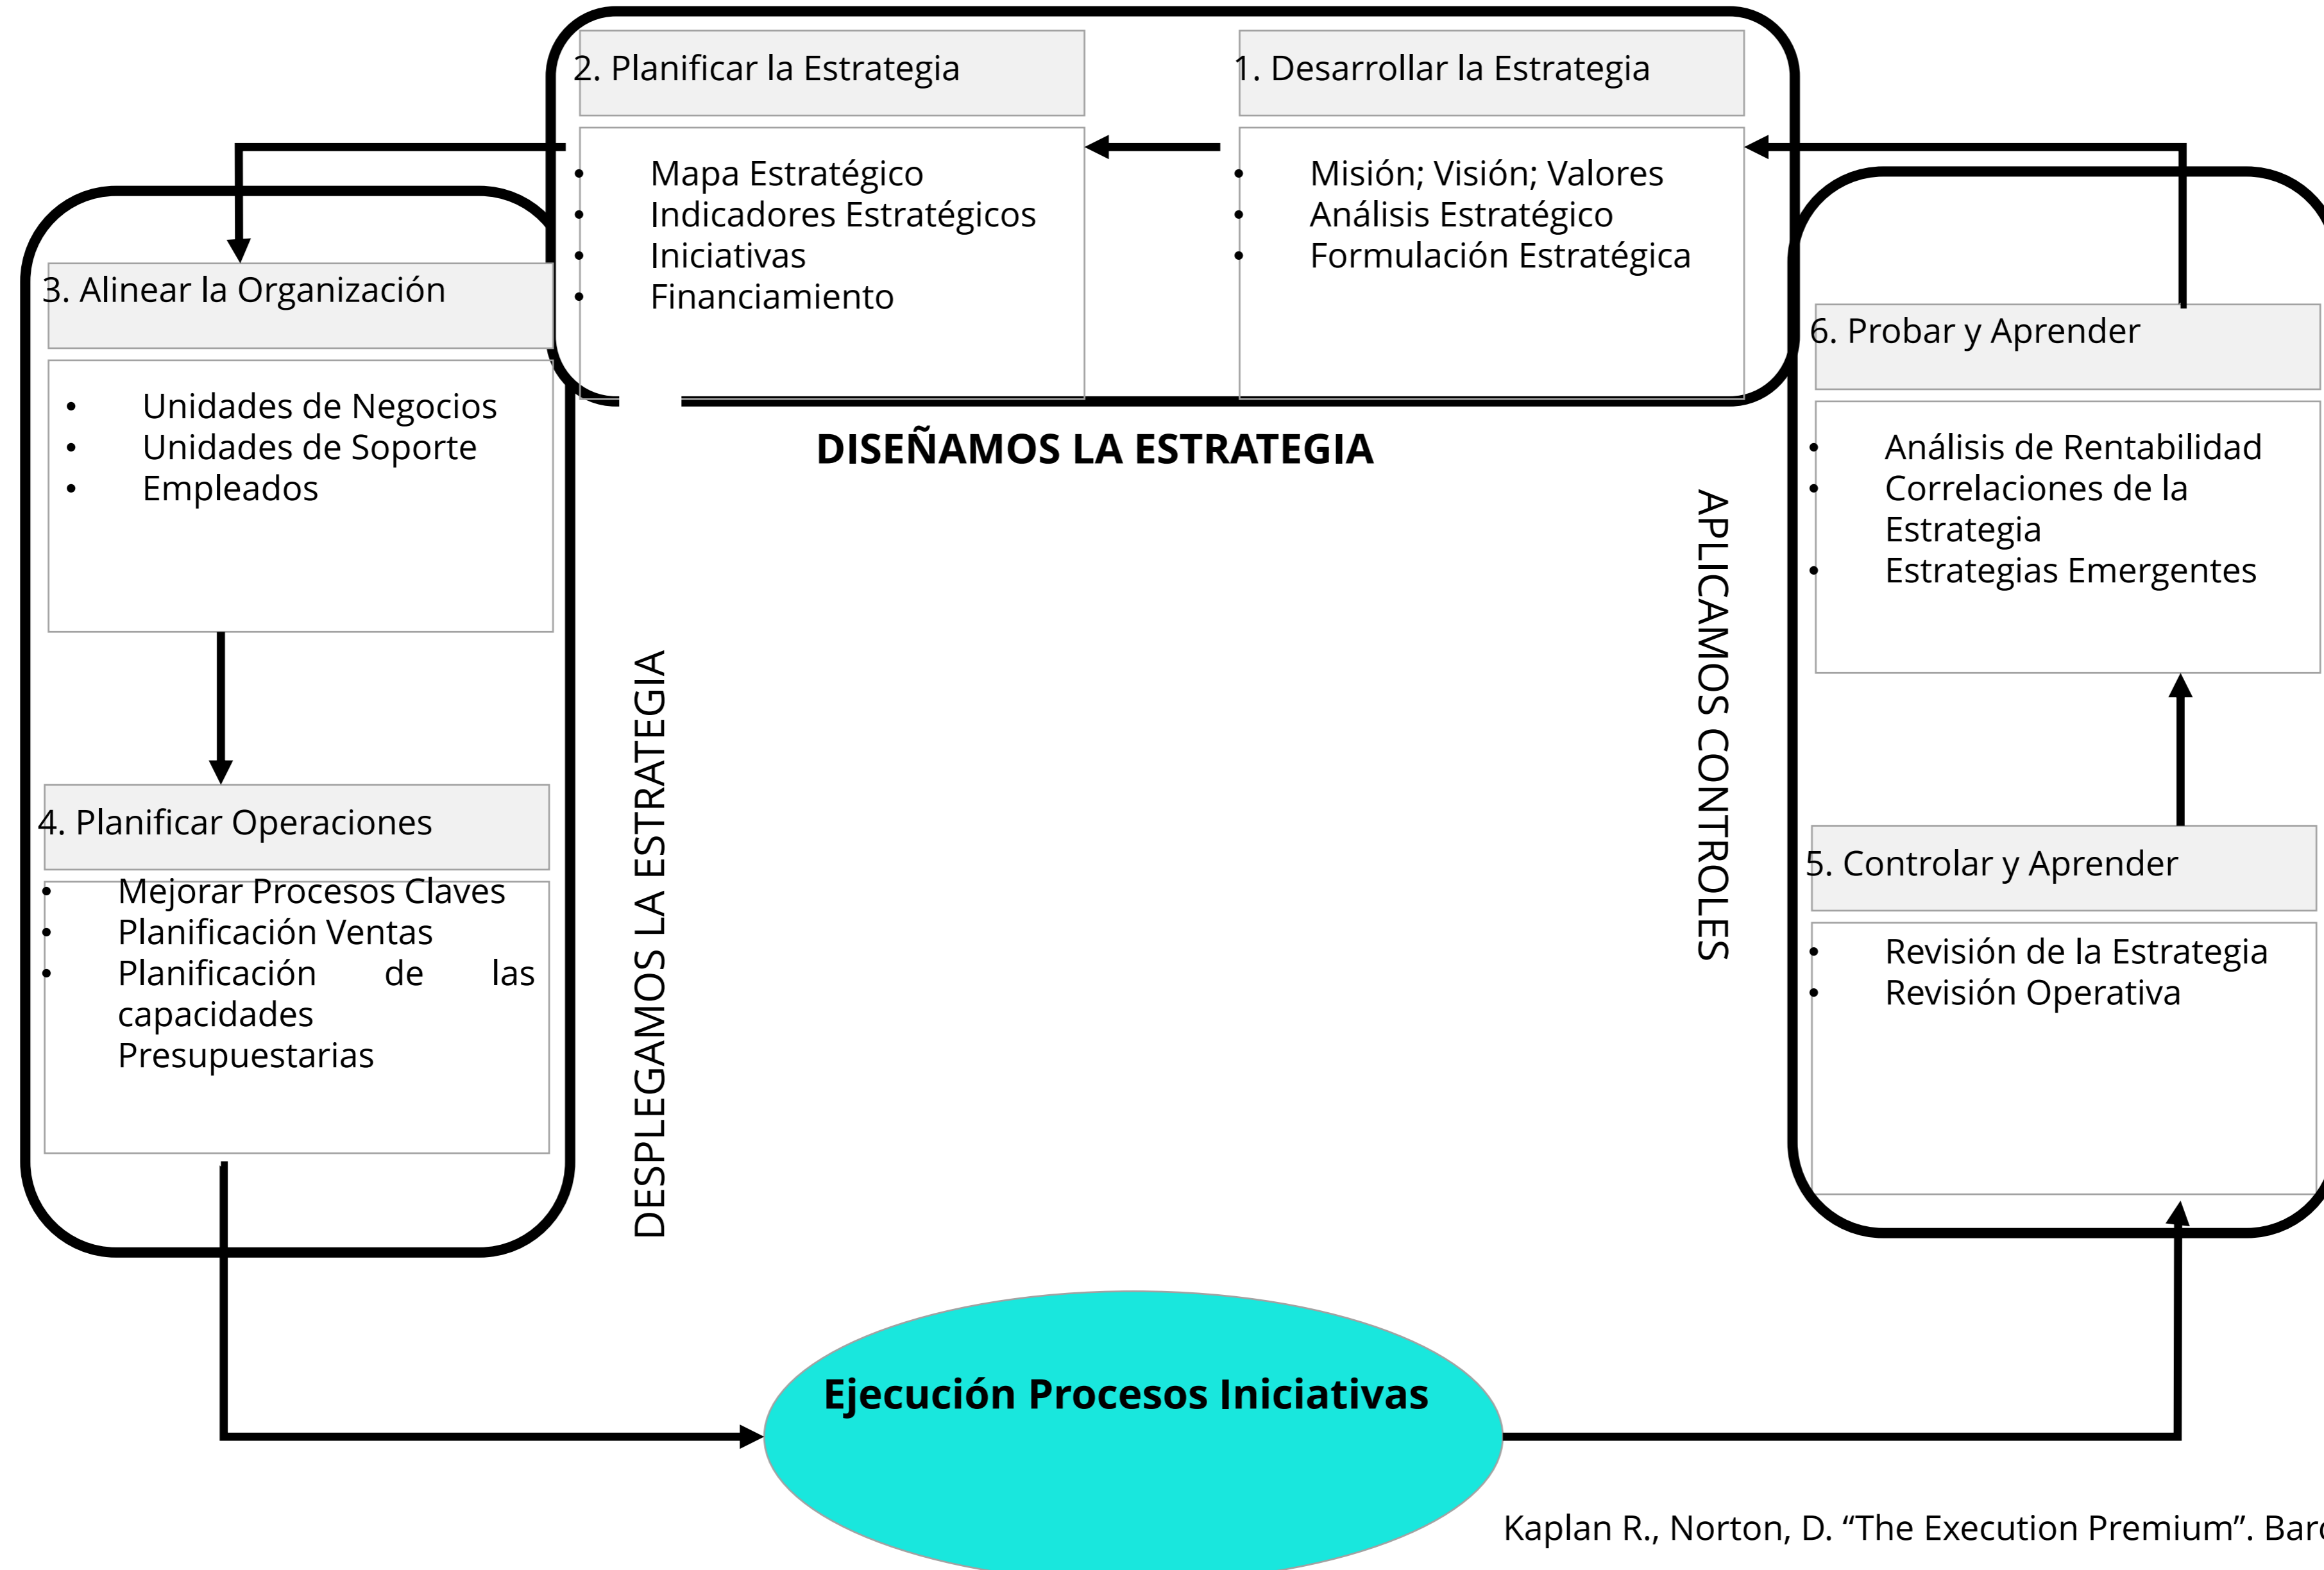 2. Planificar la Estrategia
• Mapa Estratégico
• Indicadores Estratégicos
• Iniciativas
• Financiamiento
1. Desarrollar la Estrategia
• Misión; Visión; Valores
• Análisis Estratégico
• Formulación Estratégica
DISEÑAMOS LA ESTRATEGIA
3. Alinear la Organización
• Unidades de Negocios
• Unidades de Soporte
• Empleados
4. Planificar Operaciones
• Mejorar Procesos Claves
• Planificación Ventas
• Planificación de las
capacidades
Presupuestarias
DESPLEGAMOS LA ESTRATEGIA
APLICAMOS CONTROLES
6. Probar y Aprender
• Análisis de Rentabilidad
• Correlaciones de la
Estrategia
• Estrategias Emergentes
5. Controlar y Aprender
• Revisión de la Estrategia
• Revisión Operativa
Ejecución Procesos Iniciativas
Kaplan R., Norton, D. “The Execution Premium”.